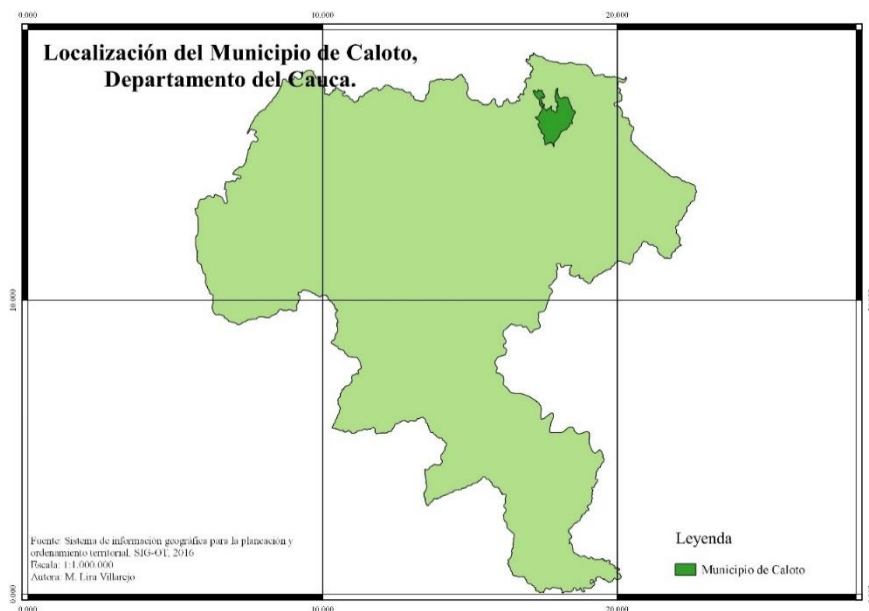 0.000 10.000 20.000
Localización del Municipio de Caloto,
Departamento del Cauca.
10.000
Fuente: Sistema de información geográfica para la planeación y
ordenamiento territorial. SIG-OT, 2016
Escala: 1:1.000.000
Autora: M. Lira Villarejo
Leyenda
Municipio de Caloto
0.000
0.000 10.000 20.000